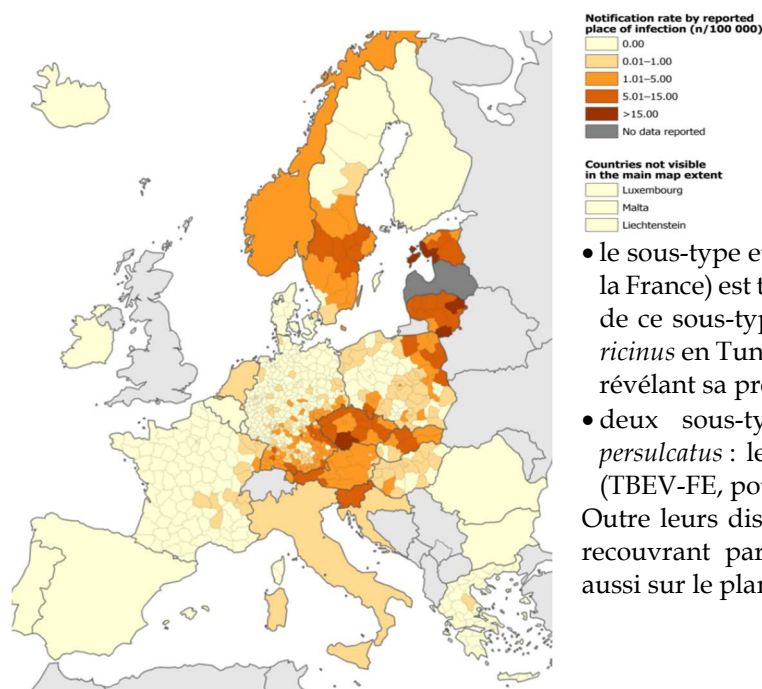 Notification rate by reported
place of infection (n/100 000)
0.00
0.01–1.00
1.01–5.00
5.01–15.00
>15.00
No data reported
Countries not visible
in the main map extent
Luxembourg
Malta
Liechtenstein
• le sous-type e
la France) est t
de ce sous-typ
ricinus en Tun
révélant sa pr
• deux sous-ty
persulcatus : le
(TBEV-FE, po
Outre leurs dis
recouvrant par
aussi sur le plan